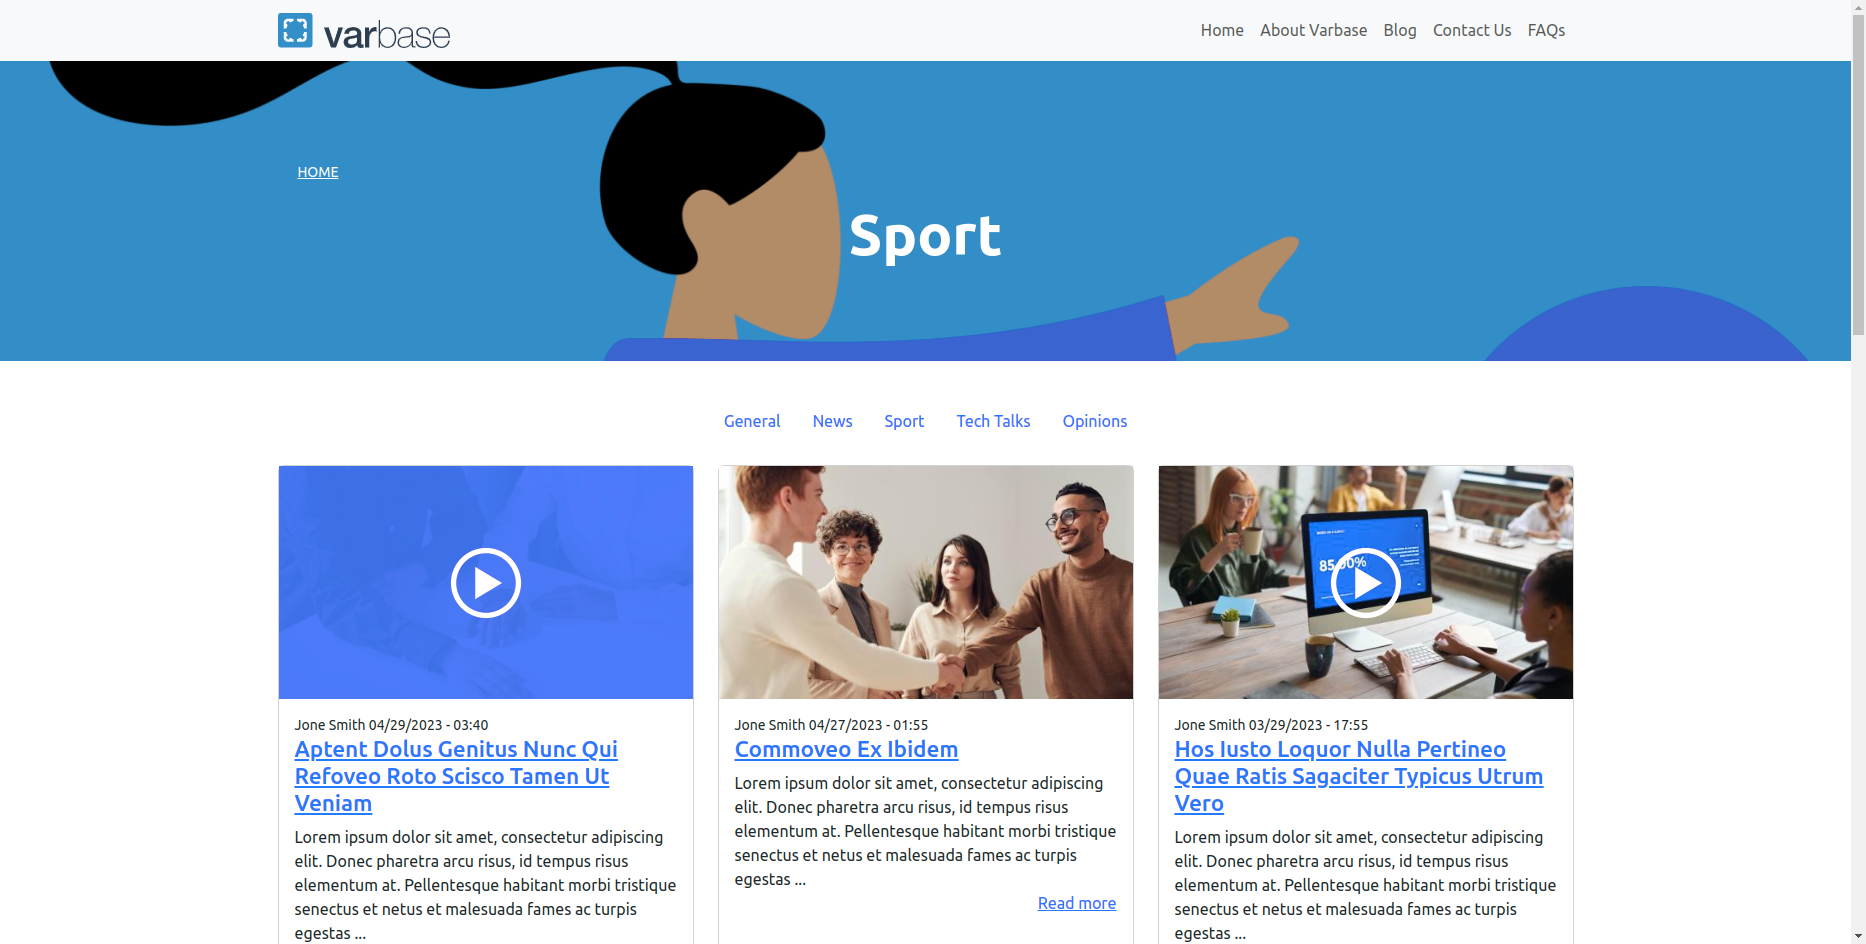 varbase
Home About Varbase Blog Contact Us FAQs
HOME
Sport
General News Sport Tech Talks Opinions
85,00%
Jone Smith 04/29/2023 - 03:40
Aptent Dolus Genitus Nunc Qui
Refoveo Roto Scisco Tamen Ut
Veniam
Lorem ipsum dolor sit amet, consectetur adipiscing
elit. Donec pharetra arcu risus, id tempus risus
elementum at. Pellentesque habitant morbi tristique
senectus et netus et malesuada fames ac turpis
egestas ...
Jone Smith 04/27/2023 - 01:55
Commoveo Ex Ibidem
Lorem ipsum dolor sit amet, consectetur adipiscing
elit. Donec pharetra arcu risus, id tempus risus
elementum at. Pellentesque habitant morbi tristique
senectus et netus et malesuada fames ac turpis
egestas ...
Read more
Jone Smith 03/29/2023 - 17:55
Hos Iusto Loquor Nulla Pertineo
Quae Ratis Sagaciter Typicus Utrum
Vero
Lorem ipsum dolor sit amet, consectetur adipiscing
elit. Donec pharetra arcu risus, id tempus risus
elementum at. Pellentesque habitant morbi tristique
senectus et netus et malesuada fames ac turpis
egestas ...